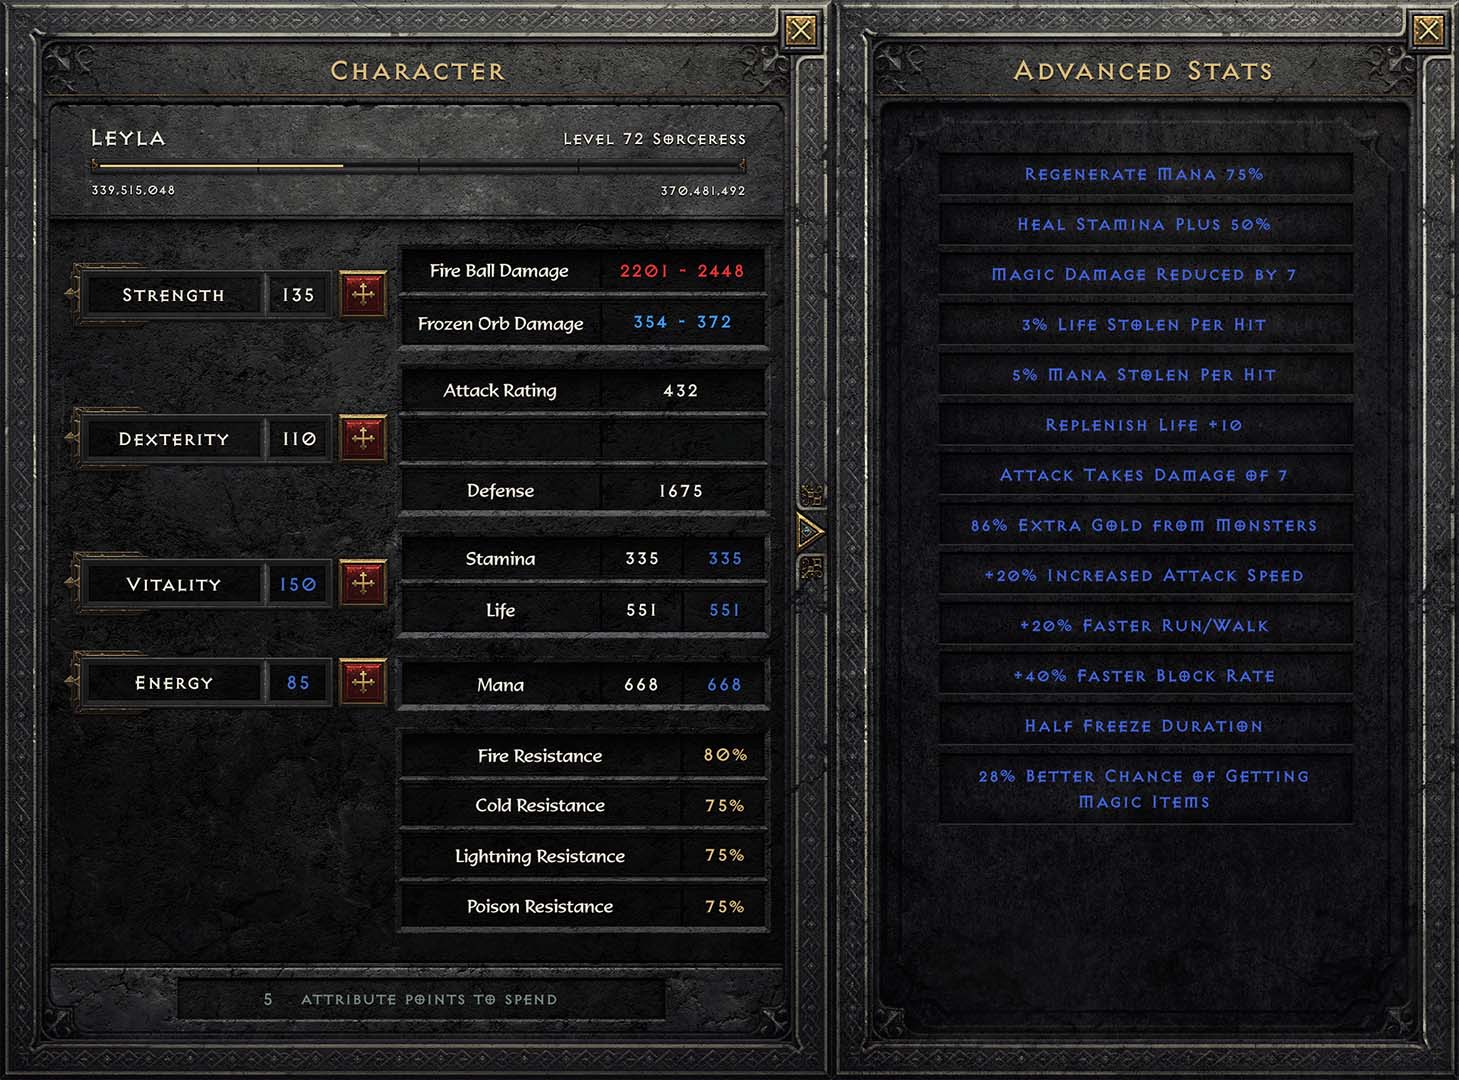 CHARACTER
LEYLA
LEVEL 72 SORCERESS
339,515,048
370,481,492
STRENGTH 135
DEXTERITY 110
VITALITY 150
ENERGY 85
Fire Ball Damage 2201 - 2448
Frozen Orb Damage 354 - 372
Attack Rating 432
Defense 1675
Stamina 335 335
Life 551 551
Mana 668 668
Fire Resistance 80%
Cold Resistance 75%
Lightning Resistance 75%
Poison Resistance 75%
5 ATTRIBUTE POINTS TO SPEND
ADVANCED STATS
REGENERATE MANA 75%
HEAL STAMINA PLUS 50%
MAGIC DAMAGE REDUCED BY 7
3% LIFE STOLEN PER HIT
5% MANA STOLEN PER HIT
REPLENISH LIFE +10
ATTACK TAKES DAMAGE OF 7
86% EXTRA GOLD FROM MONSTERS
+20% INCREASED ATTACK SPEED
+20% FASTER RUN/WALK
+40% FASTER BLOCK RATE
HALF FREEZE DURATION
28% BETTER CHANCE OF GETTING
MAGIC ITEMS